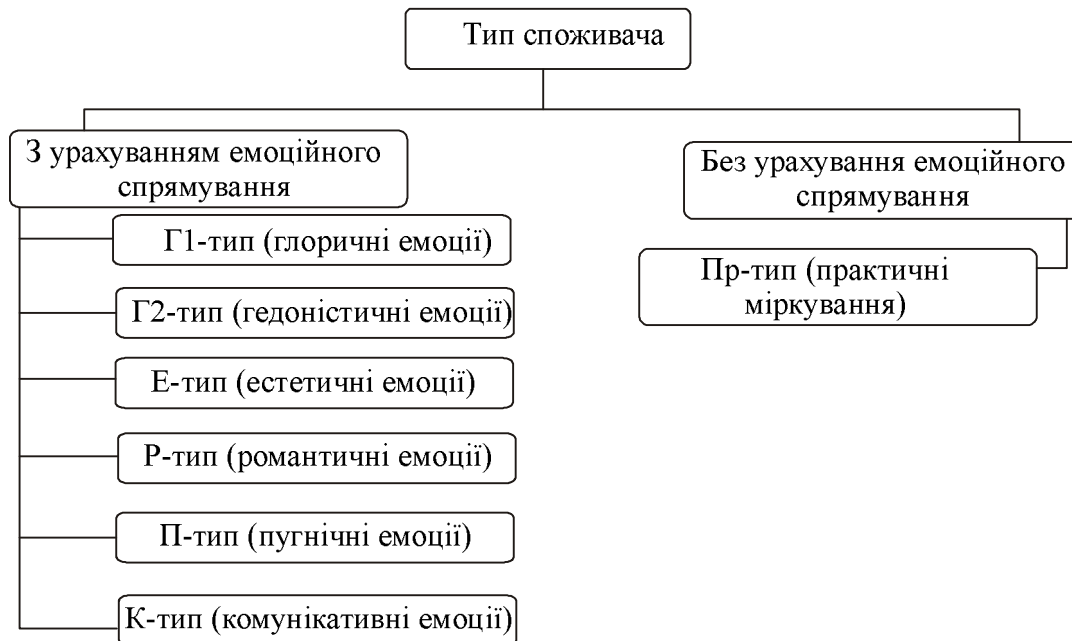 Тип споживача
З урахуванням емоційного
спрямування
Г1-тип (глоричні емоції)
Г2-тип (гедоністичні емоції)
Е-тип (естетичні емоції)
Р-тип (романтичні емоції)
П-тип (пугнічні емоції)
К-тип (комунікативні емоції)
Без урахування емоційного
спрямування
Пр-тип (практичні
міркування)